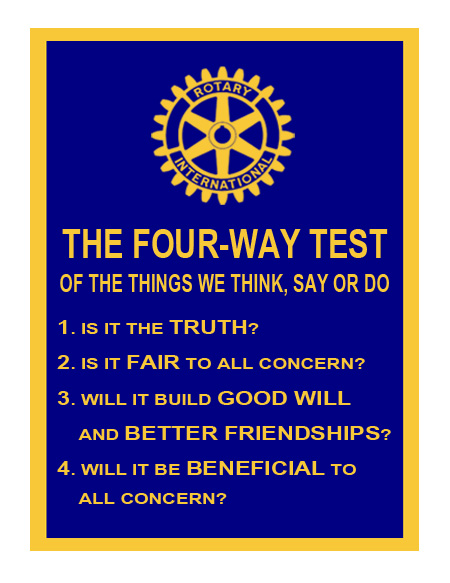 ROTARY
INTERNATIONAL
THE FOUR-WAY TEST
OF THE THINGS WE THINK, SAY OR DO
1. IS IT THE TRUTH?
2. IS IT FAIR TO ALL CONCERN?
3. WILL IT BUILD GOOD WILL
AND BETTER FRIENDSHIPS?
4. WILL IT BE BENEFICIAL TO
ALL CONCERN?